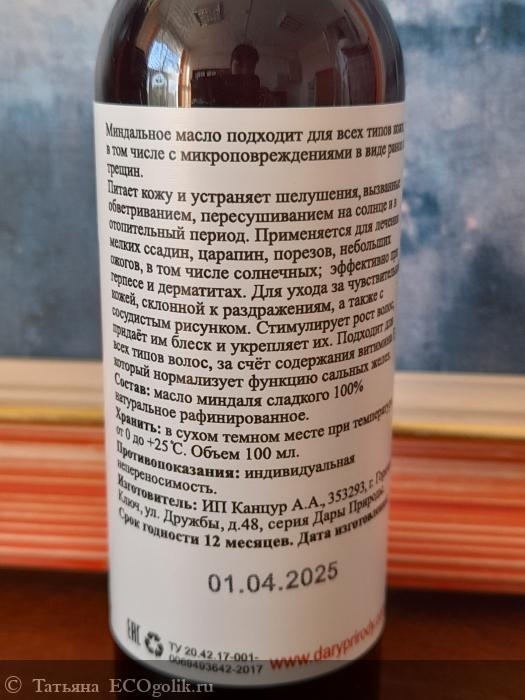 Миндальное масло подходит для всех типов кожи
в том числе с микроповреждениями в виде ранок
трещин.
Питает кожу и устраняет шелушения, вызванные
обветриванием, пересушиванием на солнце и в
отопительный период. Применяется для лечения
мелких ссадин, царапин, порезов, небольших
ожогов, в том числе солнечных; эффективно при
герпесе и дерматитах. Для ухода за чувствительной
кожей, склонной к раздражениям, а также с
сосудистым рисунком. Стимулирует рост волос,
придаёт им блеск и укрепляет их. Подходит для
всех типов волос, за счёт содержания витамина
который нормализует функцию сальных желез.
Состав: масло миндаля сладкого 100%
натуральное рафинированное.
Хранить: в сухом темном месте при температуре
от 0 до +25°С. Объем 100 мл.
Противопоказания: индивидуальная
непереносимость.
Изготовитель: ИП Канцур А.А., 353293, г.
Ключ, ул. Дружбы, д.48, серия Дары Природы.
Срок годности 12 месяцев. Дата изготовления
01.04.2025
EAC
ТУ 20.42.17-001-
0069493642-2017
www.daryprirody.
© Татьяна ECOgolik.ru